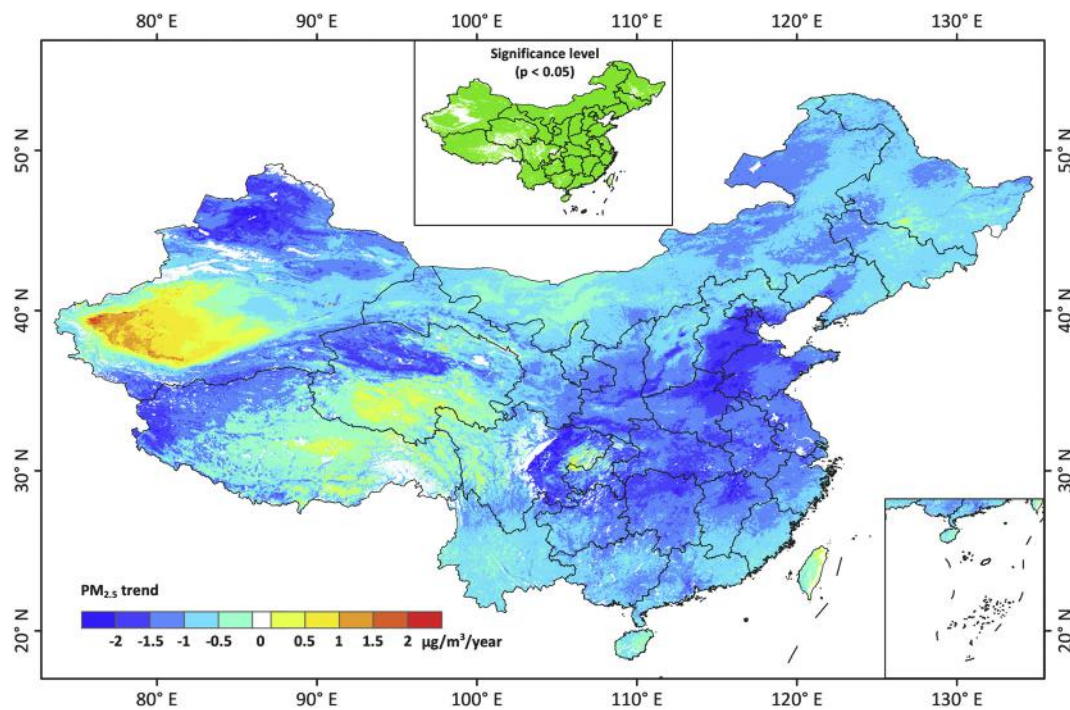 80° E 90° E 100° E 110° E 120° E 130° E
Significance level
(p < 0.05)
50° N 50° N
40° N 40° N
30° N 30° N
20° N 20° N
PM2.5 trend
-2 -1.5 -1 -0.5 0 0.5 1 1.5 2 μg/m³/year
80° E 90° E 100° E 110° E 120° E 130° E